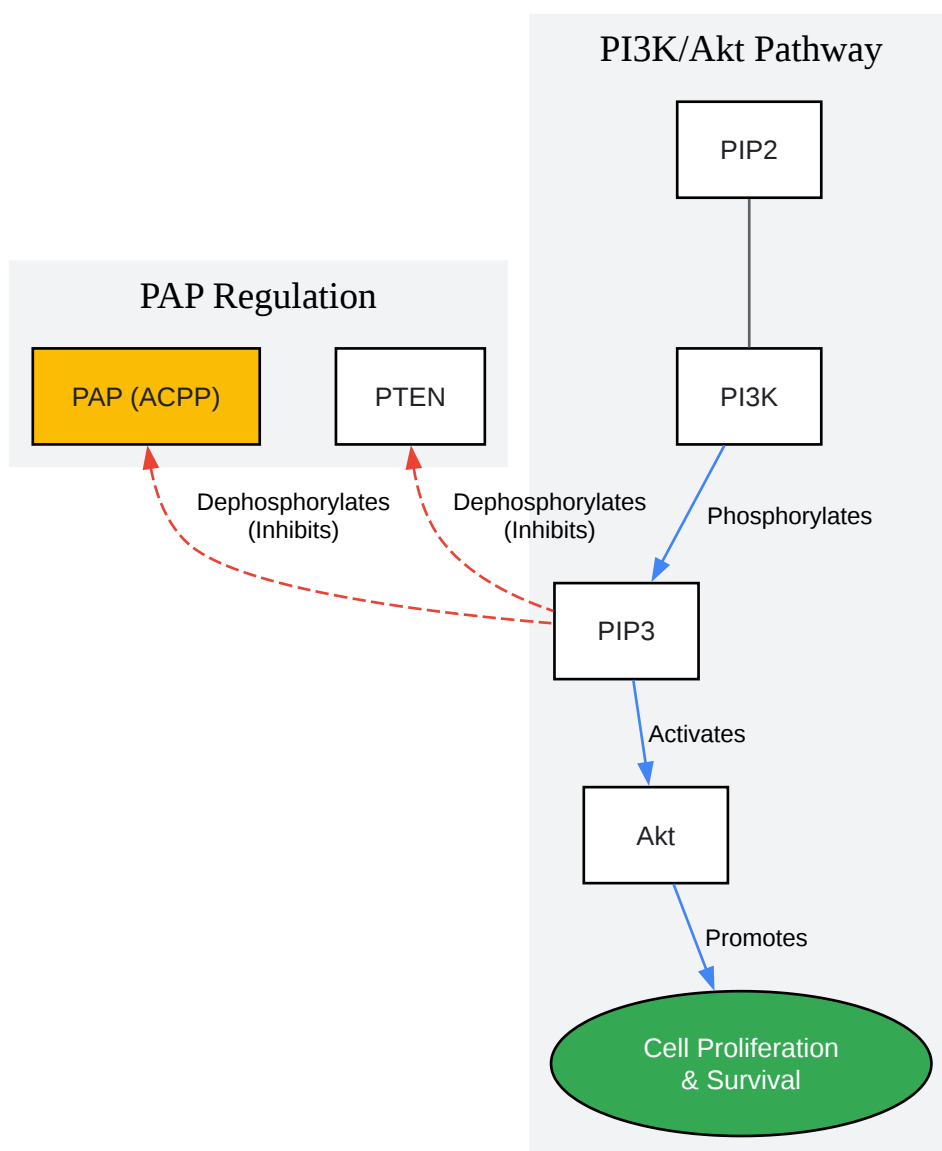 PI3K/Akt Pathway
PIP2
PAP Regulation
PAP (ACPP)
PTEN
PI3K
Dephosphorylates
(Inhibits)
Dephosphorylates
(Inhibits)
Phosphorylates
PIP3
Activates
Akt
Promotes
Cell Proliferation
& Survival